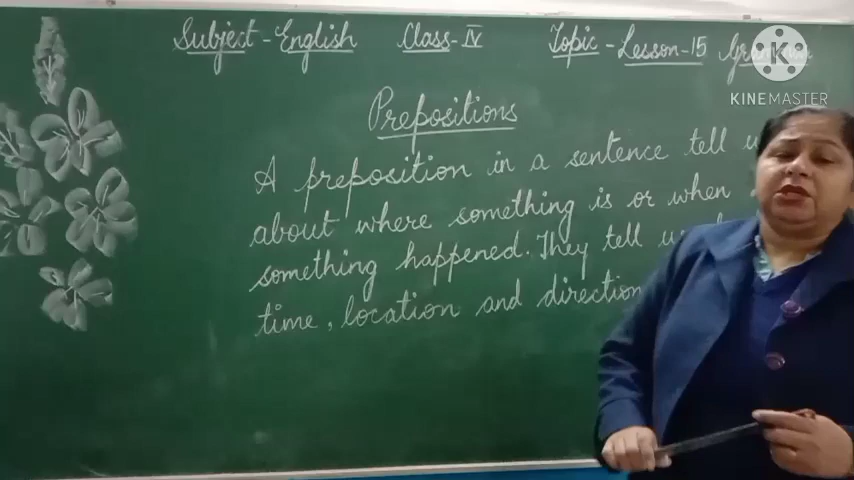 Subject - English Class - IV Topic - Lesson - 15
K
KINEMASTER
Prepositions
A preposition in a sentence tell
about where something is or when
something happened. They tell
time, location and direction